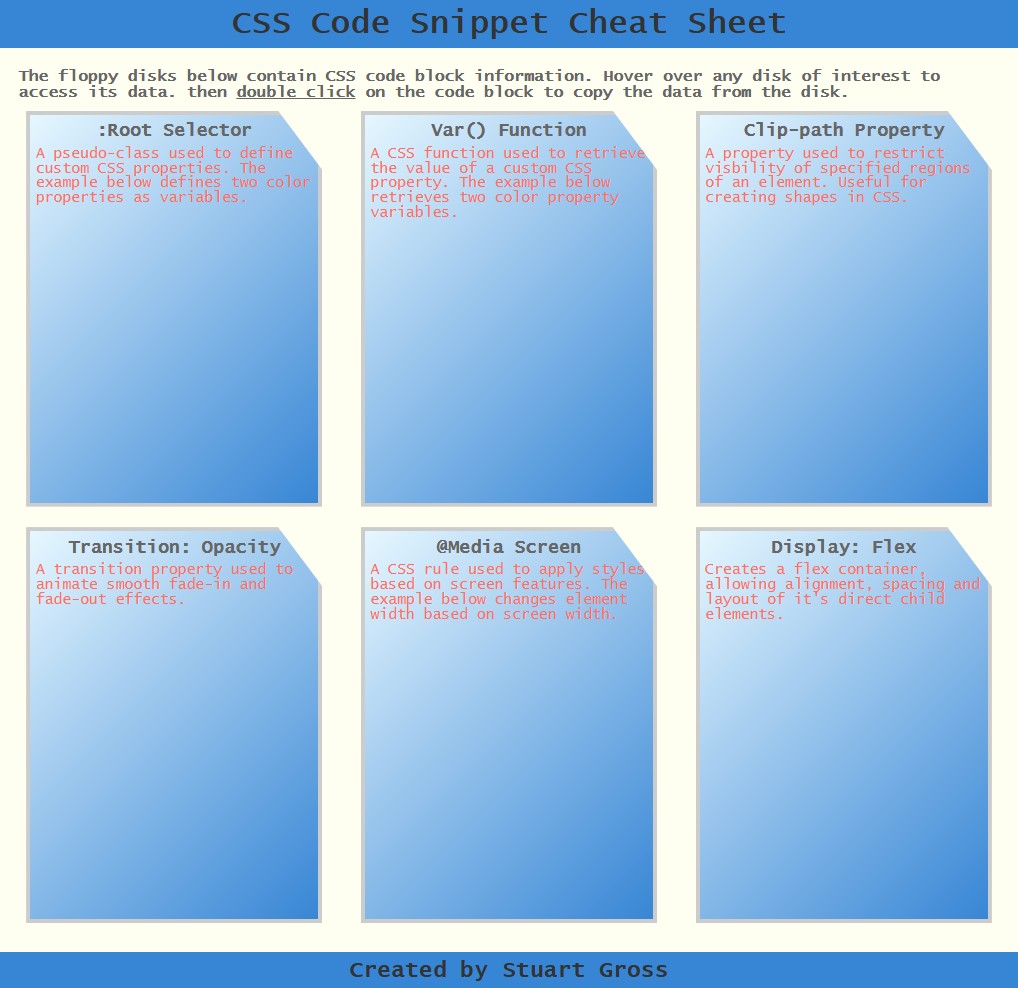 CSS Code Snippet Cheat Sheet
The floppy disks below contain CSS code block information. Hover over any disk of interest to
access its data. then double click on the code block to copy the data from the disk.
:Root Selector
A pseudo-class used to define
custom CSS properties. The
example below defines two color
properties as variables.
Var() Function
A CSS function used to retrieve
the value of a custom CSS
property. The example below
retrieves two color property
variables.
Clip-path Property
A property used to restrict
visbility of specified regions
of an element. Useful for
creating shapes in CSS.
Transition: Opacity
A transition property used to
animate smooth fade-in and
fade-out effects.
@Media Screen
A CSS rule used to apply styles
based on screen features. The
example below changes element
width based on screen width.
Display: Flex
Creates a flex container,
allowing alignment, spacing and
layout of it's direct child
elements.
Created by Stuart Gross